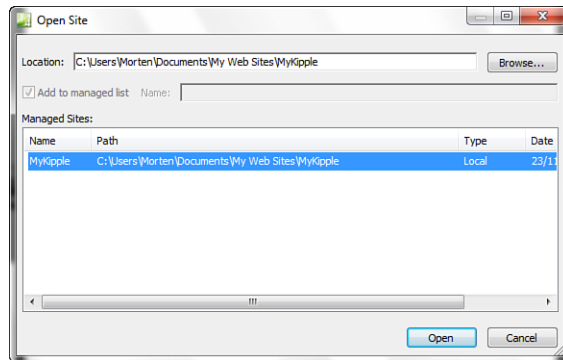 Open Site
Location: C:\Users\Morten\Documents\My Web Sites\MyKipple Browse...
Add to managed list Name:
Managed Sites:
Name Path Type Date
MyKipple C:\Users\Morten\Documents\My Web Sites\MyKipple Local 23/11
Open Cancel